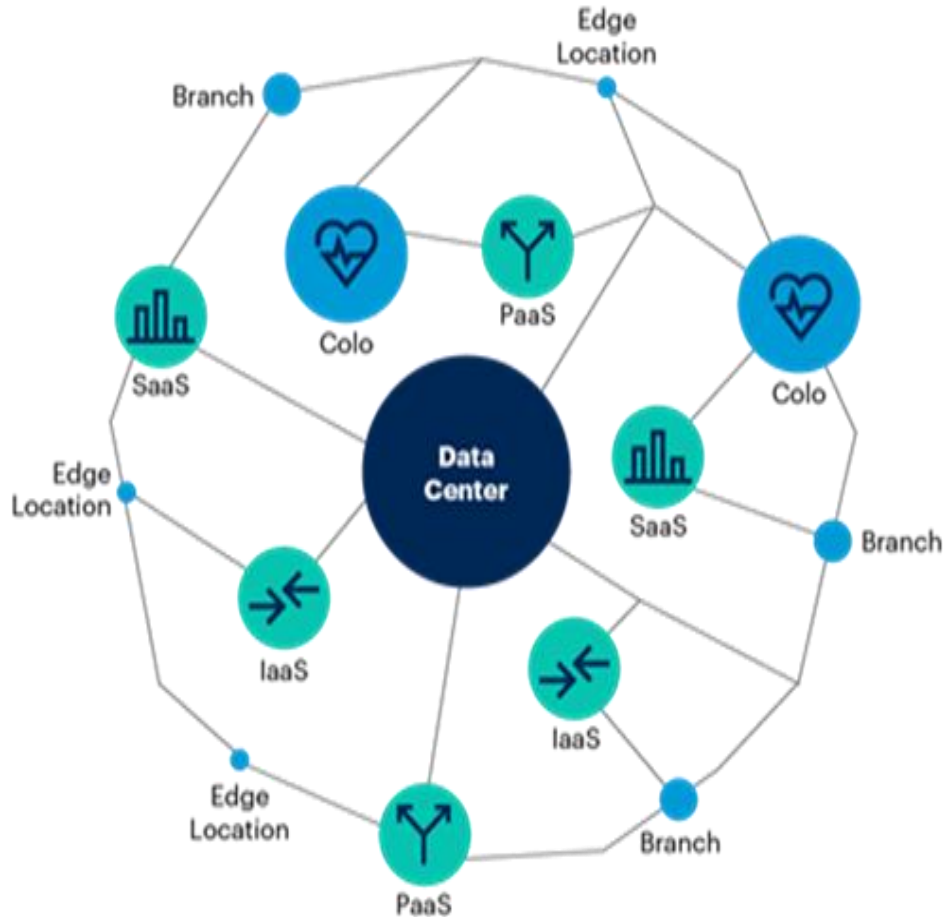 Edge
Location
Branch
PaaS
Colo
SaaS
Colo
Data
Center
Edge
Location
SaaS
Branch
IaaS
IaaS
Edge
Location
Branch
PaaS